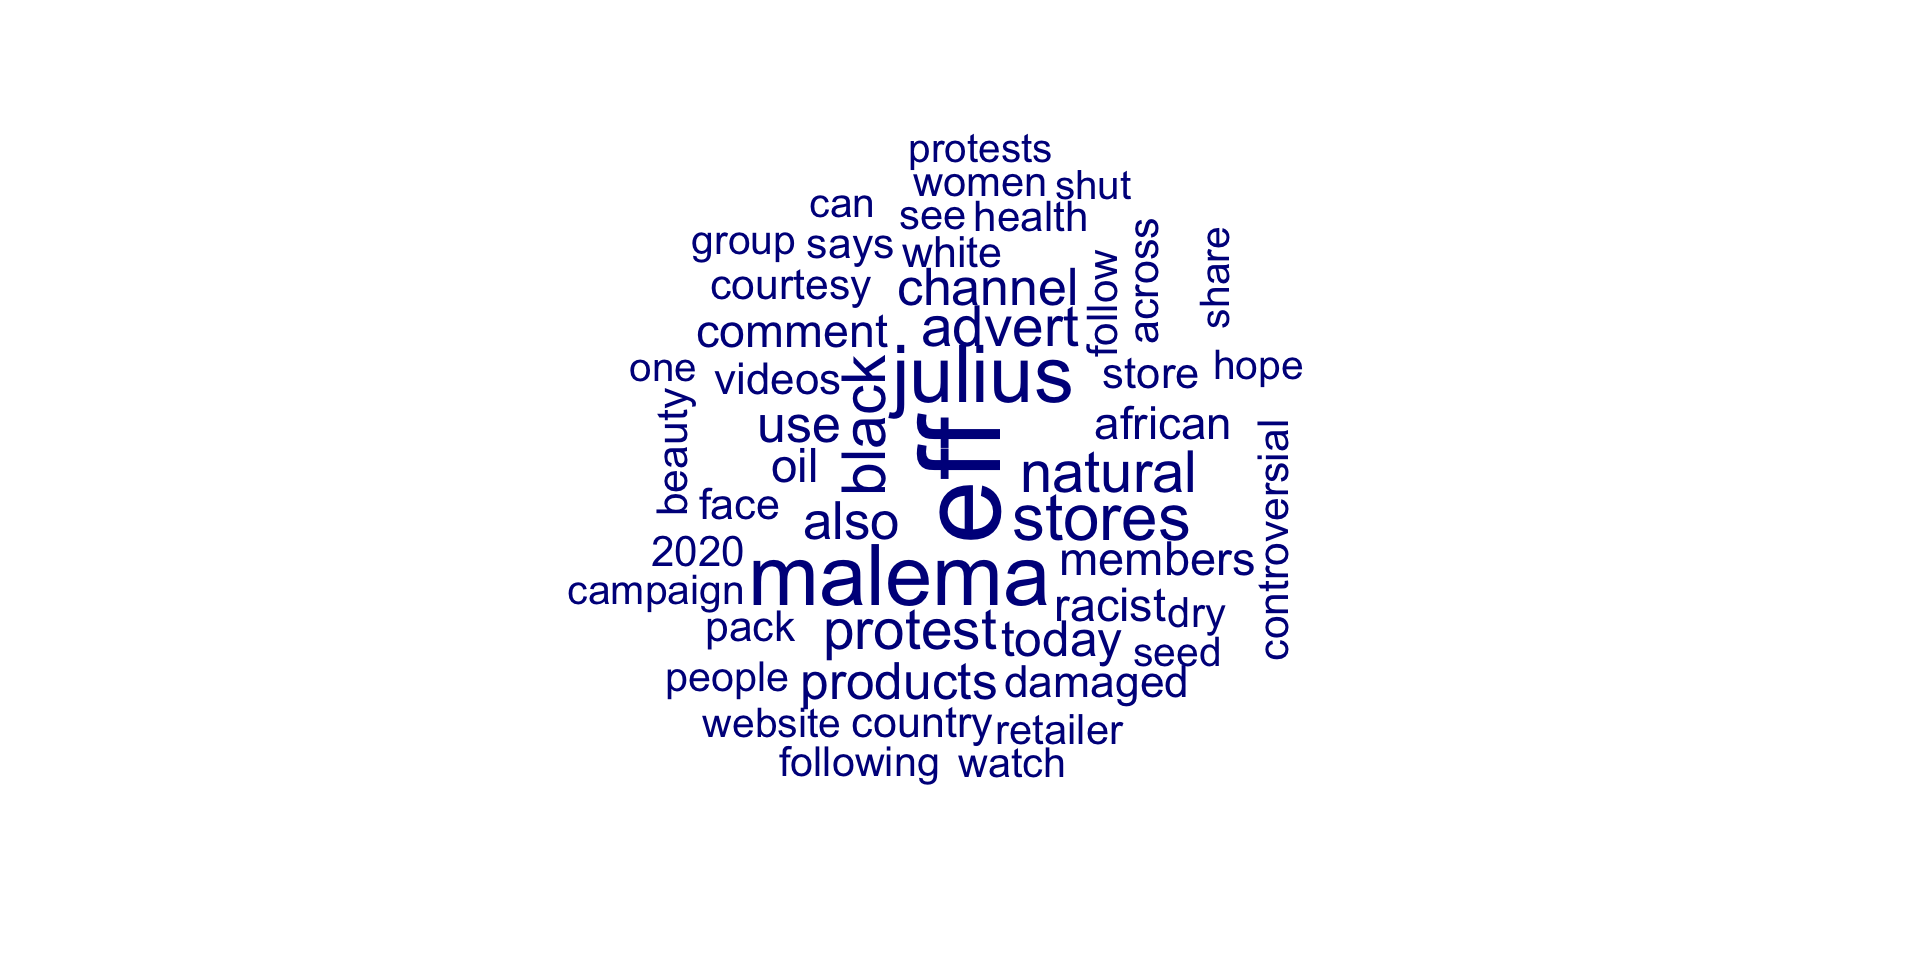 protests
women shut
can see health
group says white
across
share
courtesy channel
follow
comment advert
one videos julius store hope
black
beauty
use african
oil eff natural
controversial
face also stores
2020 malema members
campaign racist dry
pack protest today seed
people products damaged
website country retailer
following watch